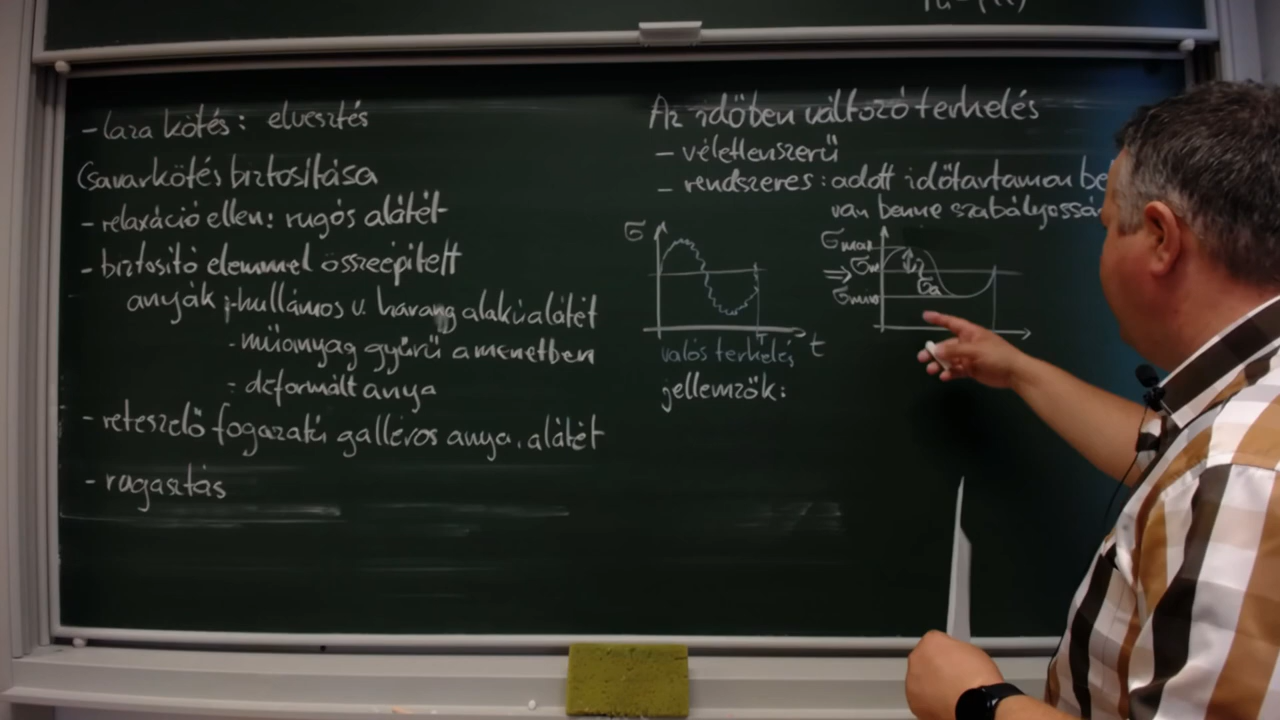 - laza kötés: elvesztés
Csavarkötés biztosítása
- relaxáció ellen: rugós alátét
- biztosító elemmel összeépített
anyák: - hullámos v. harang alakú alátét
- műanyag gyűrű a menetben
- deformált anya
- reteszelő fogazatú galléros anya, alátét
- ragasztás
Az időben változó terhelés
- véletlenszerű
- rendszeres: adott időtartamon be
van benne szabályossá
σ
t
T
valós terhelés
jellemzők:
⇒
σmax
σm
σa
σmin